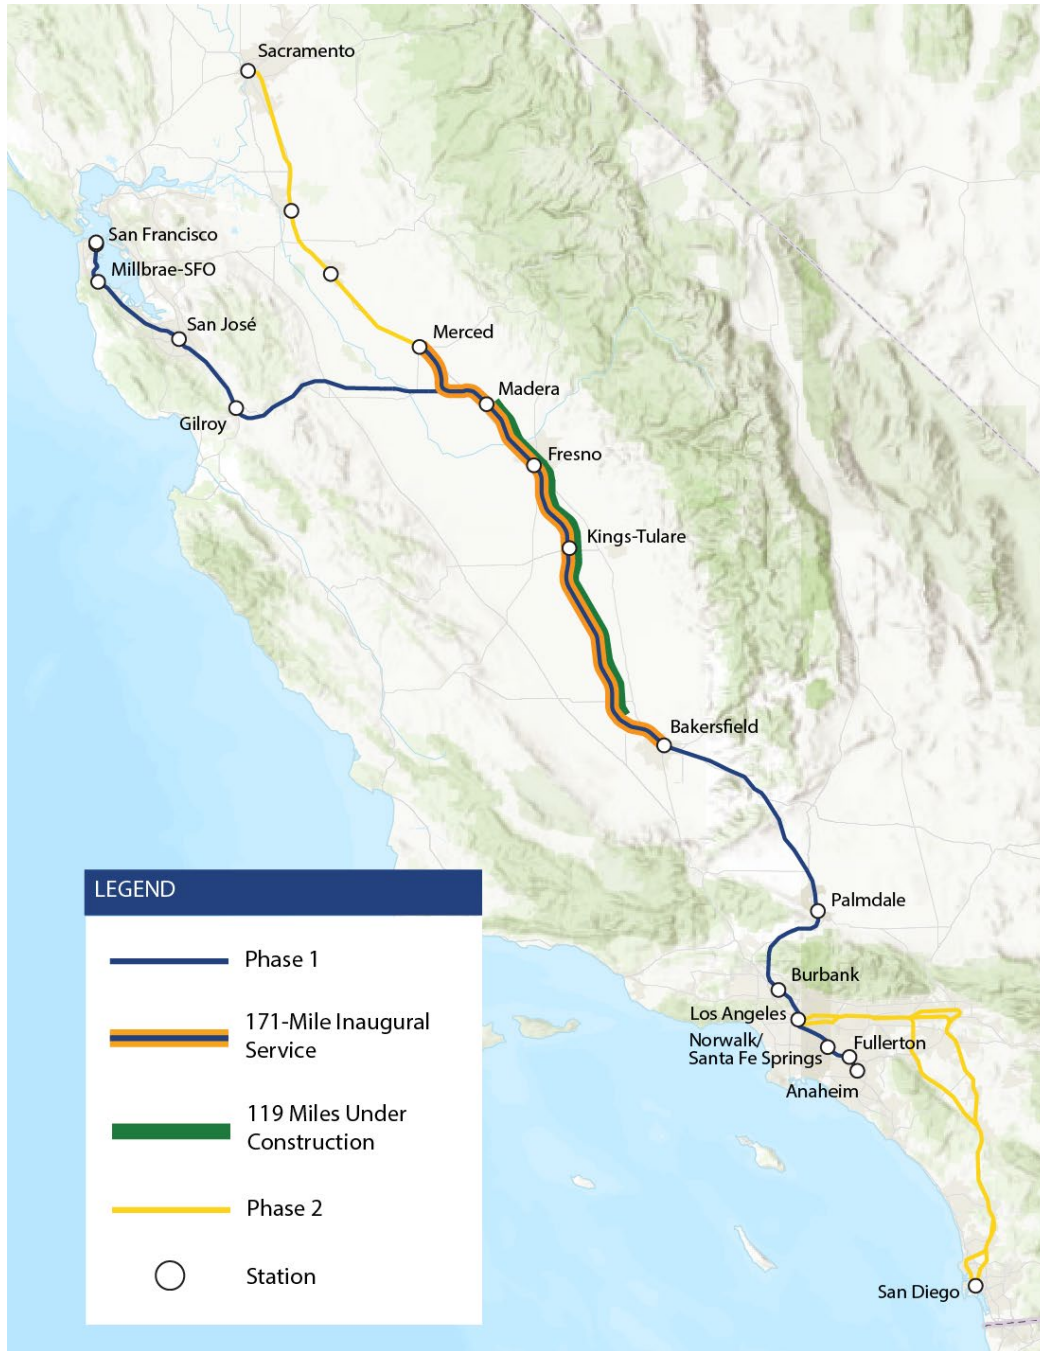 Sacramento
San Francisco
Millbrae-SFO
San José
Merced
Madera
Gilroy
Fresno
Kings-Tulare
Bakersfield
LEGEND
Phase 1
171-Mile Inaugural
Service
119 Miles Under
Construction
Phase 2
Station
Palmdale
Burbank
Los Angeles
Norwalk/
Santa Fe Springs
Fullerton
Anaheim
San Diego